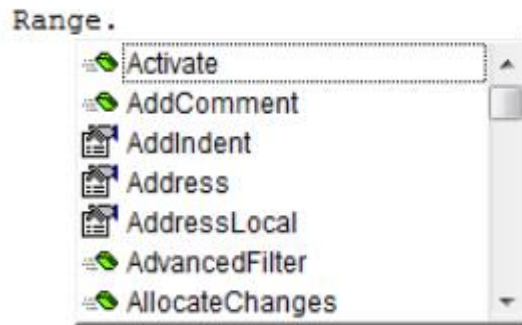 Range.
Activate
AddComment
AddIndent
Address
AddressLocal
AdvancedFilter
AllocateChanges